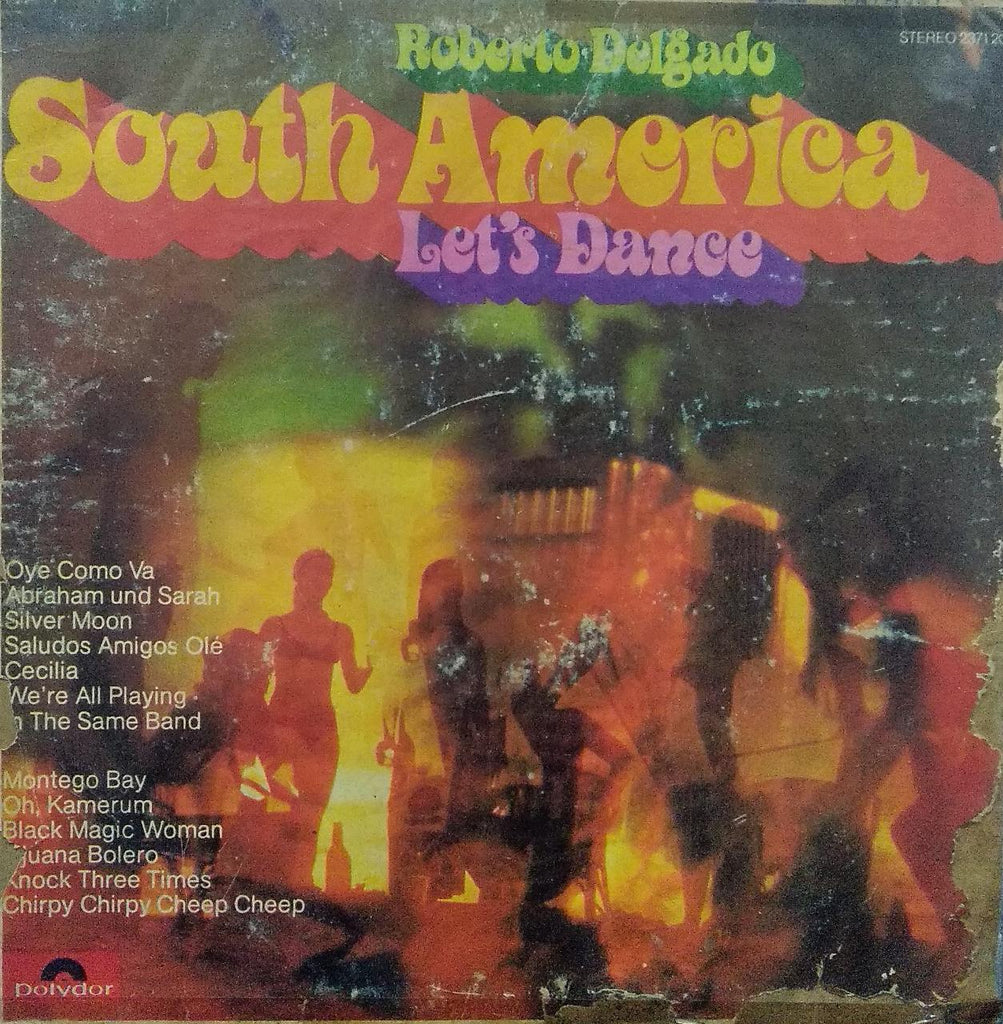 Roberto Delgado
STEREO 2371
South America
Let's Dance
Oye Como Va
Abraham und Sarah
Silver Moon
Saludos Amigos Olé
Cecilia
We're All Playing
The Same Band
Montego Bay
Oh, Kamerum
Black Magic Woman
Bolero
Knock Three Times
Chirpy Chirpy Cheep Cheep
polydor